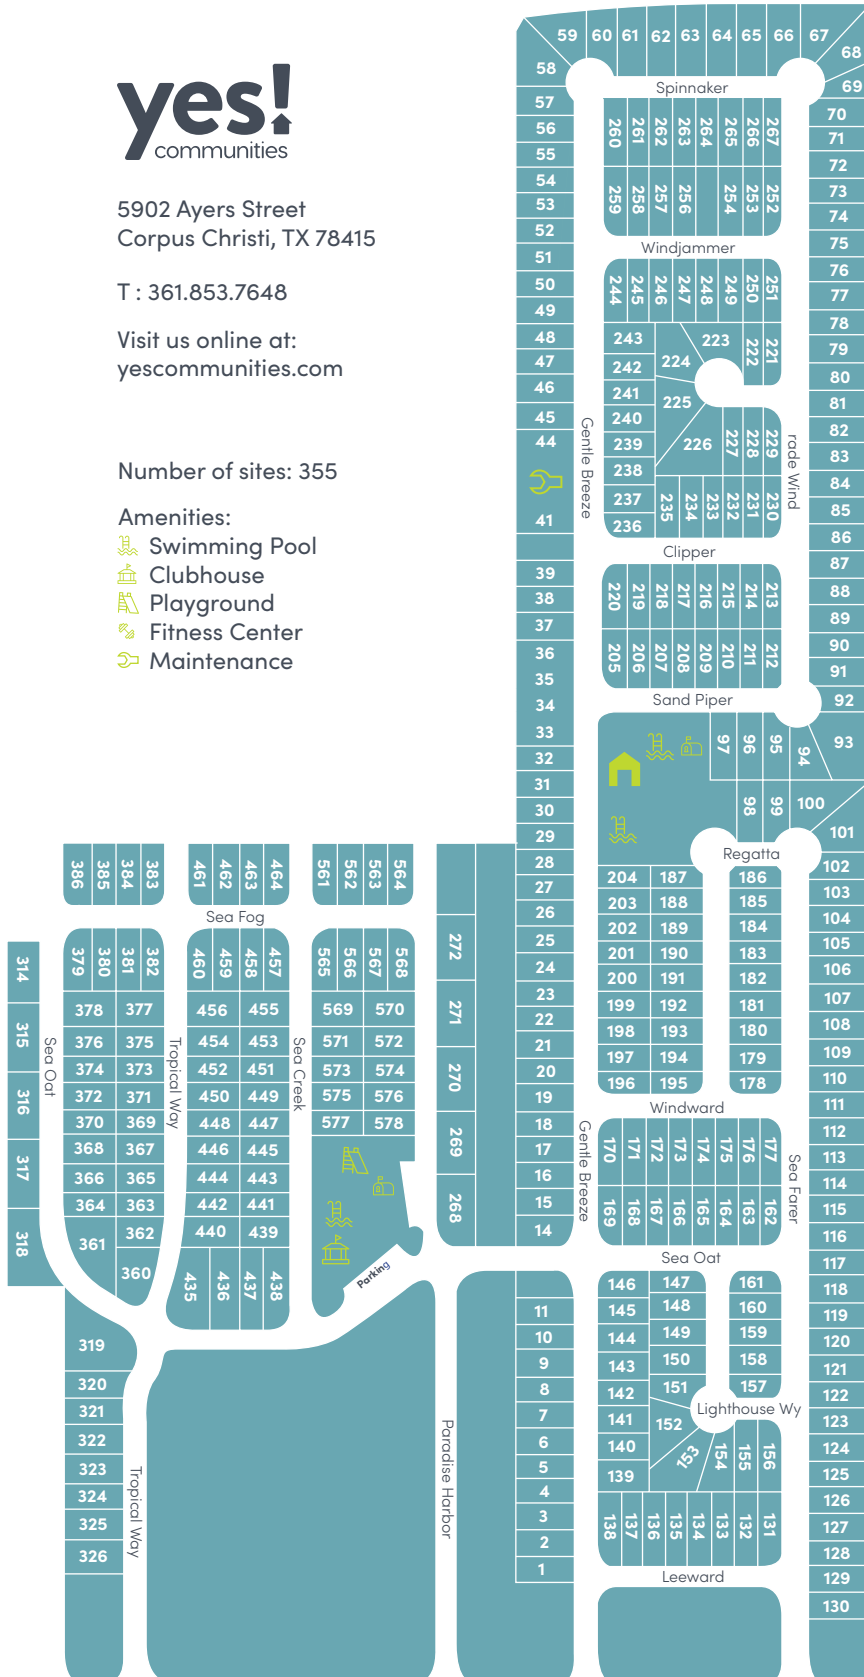 yes!
communities
5902 Ayers Street
Corpus Christi, TX 78415
T : 361.853.7648
Visit us online at:
yescommunities.com
Number of sites: 355
Amenities:
Swimming Pool
Clubhouse
Playground
Fitness Center
Maintenance
59 60 61 62 63 64 65 66 67
68
58
69
Spinnaker
57
56
55
54
53
52
51
50
49
48
47
46
45
44
41
39
38
37
36
35
34
33
32
31
30
29
28
27
26
25
24
23
22
21
20
19
18
17
16
15
14
11
10
9
8
7
6
5
4
3
2
1
70
71
72
73
74
75
76
77
78
79
80
81
82
83
84
85
86
87
88
89
90
91
92
93
260 261 262 263 264 265 266 267
259 258 257 256 254 253 252
Windjammer
244 245 246 247 248 249 250 251
243
242
241
240
239
238
237
236
223
224
225
226
222 221
227 228 229
235 234 233 232 231 230
Gentle Breeze
rade Wind
Clipper
220 219 218 217 216 215 214 213
205 206 207 208 209 210 211 212
Sand Piper
97 96 95 94
98 99 100
101
Regatta
102
103
104
105
106
107
108
109
110
111
112
113
114
115
116
117
118
119
120
121
122
123
124
125
126
127
128
129
130
204 187 186
203 188 185
202 189 184
201 190 183
200 191 182
199 192 181
198 193 180
197 194 179
196 195 178
Windward
170 171 172 173 174 175 176 177
169 168 167 166 165 164 163 162
Gentle Breeze
Sea Farer
Sea Oat
146 147 161
145 148 160
144 149 159
143 150 158
142 151 157
Lighthouse Wy
141 152
140 153 154 155 156
139
138 137 136 135 134 133 132 131
Leeward
386 385 384 383 461 462 463 464 561 562 563 564
Sea Fog
379 380 381 382 460 459 458 457 565 566 567 568
314
315
316
317
318
Sea Oat
Tropical Way
Sea Creek
378 377 456 455 569 570
376 375 454 453 571 572
374 373 452 451 573 574
372 371 450 449 575 576
370 369 448 447 577 578
368 367 446 445
366 365 444 443
364 363 442 441
361 362 440 439
360 435 436 437 438
272
271
270
269
268
Parking
319
320
321
322
323
324
325
326
Tropical Way
Paradise Harbor